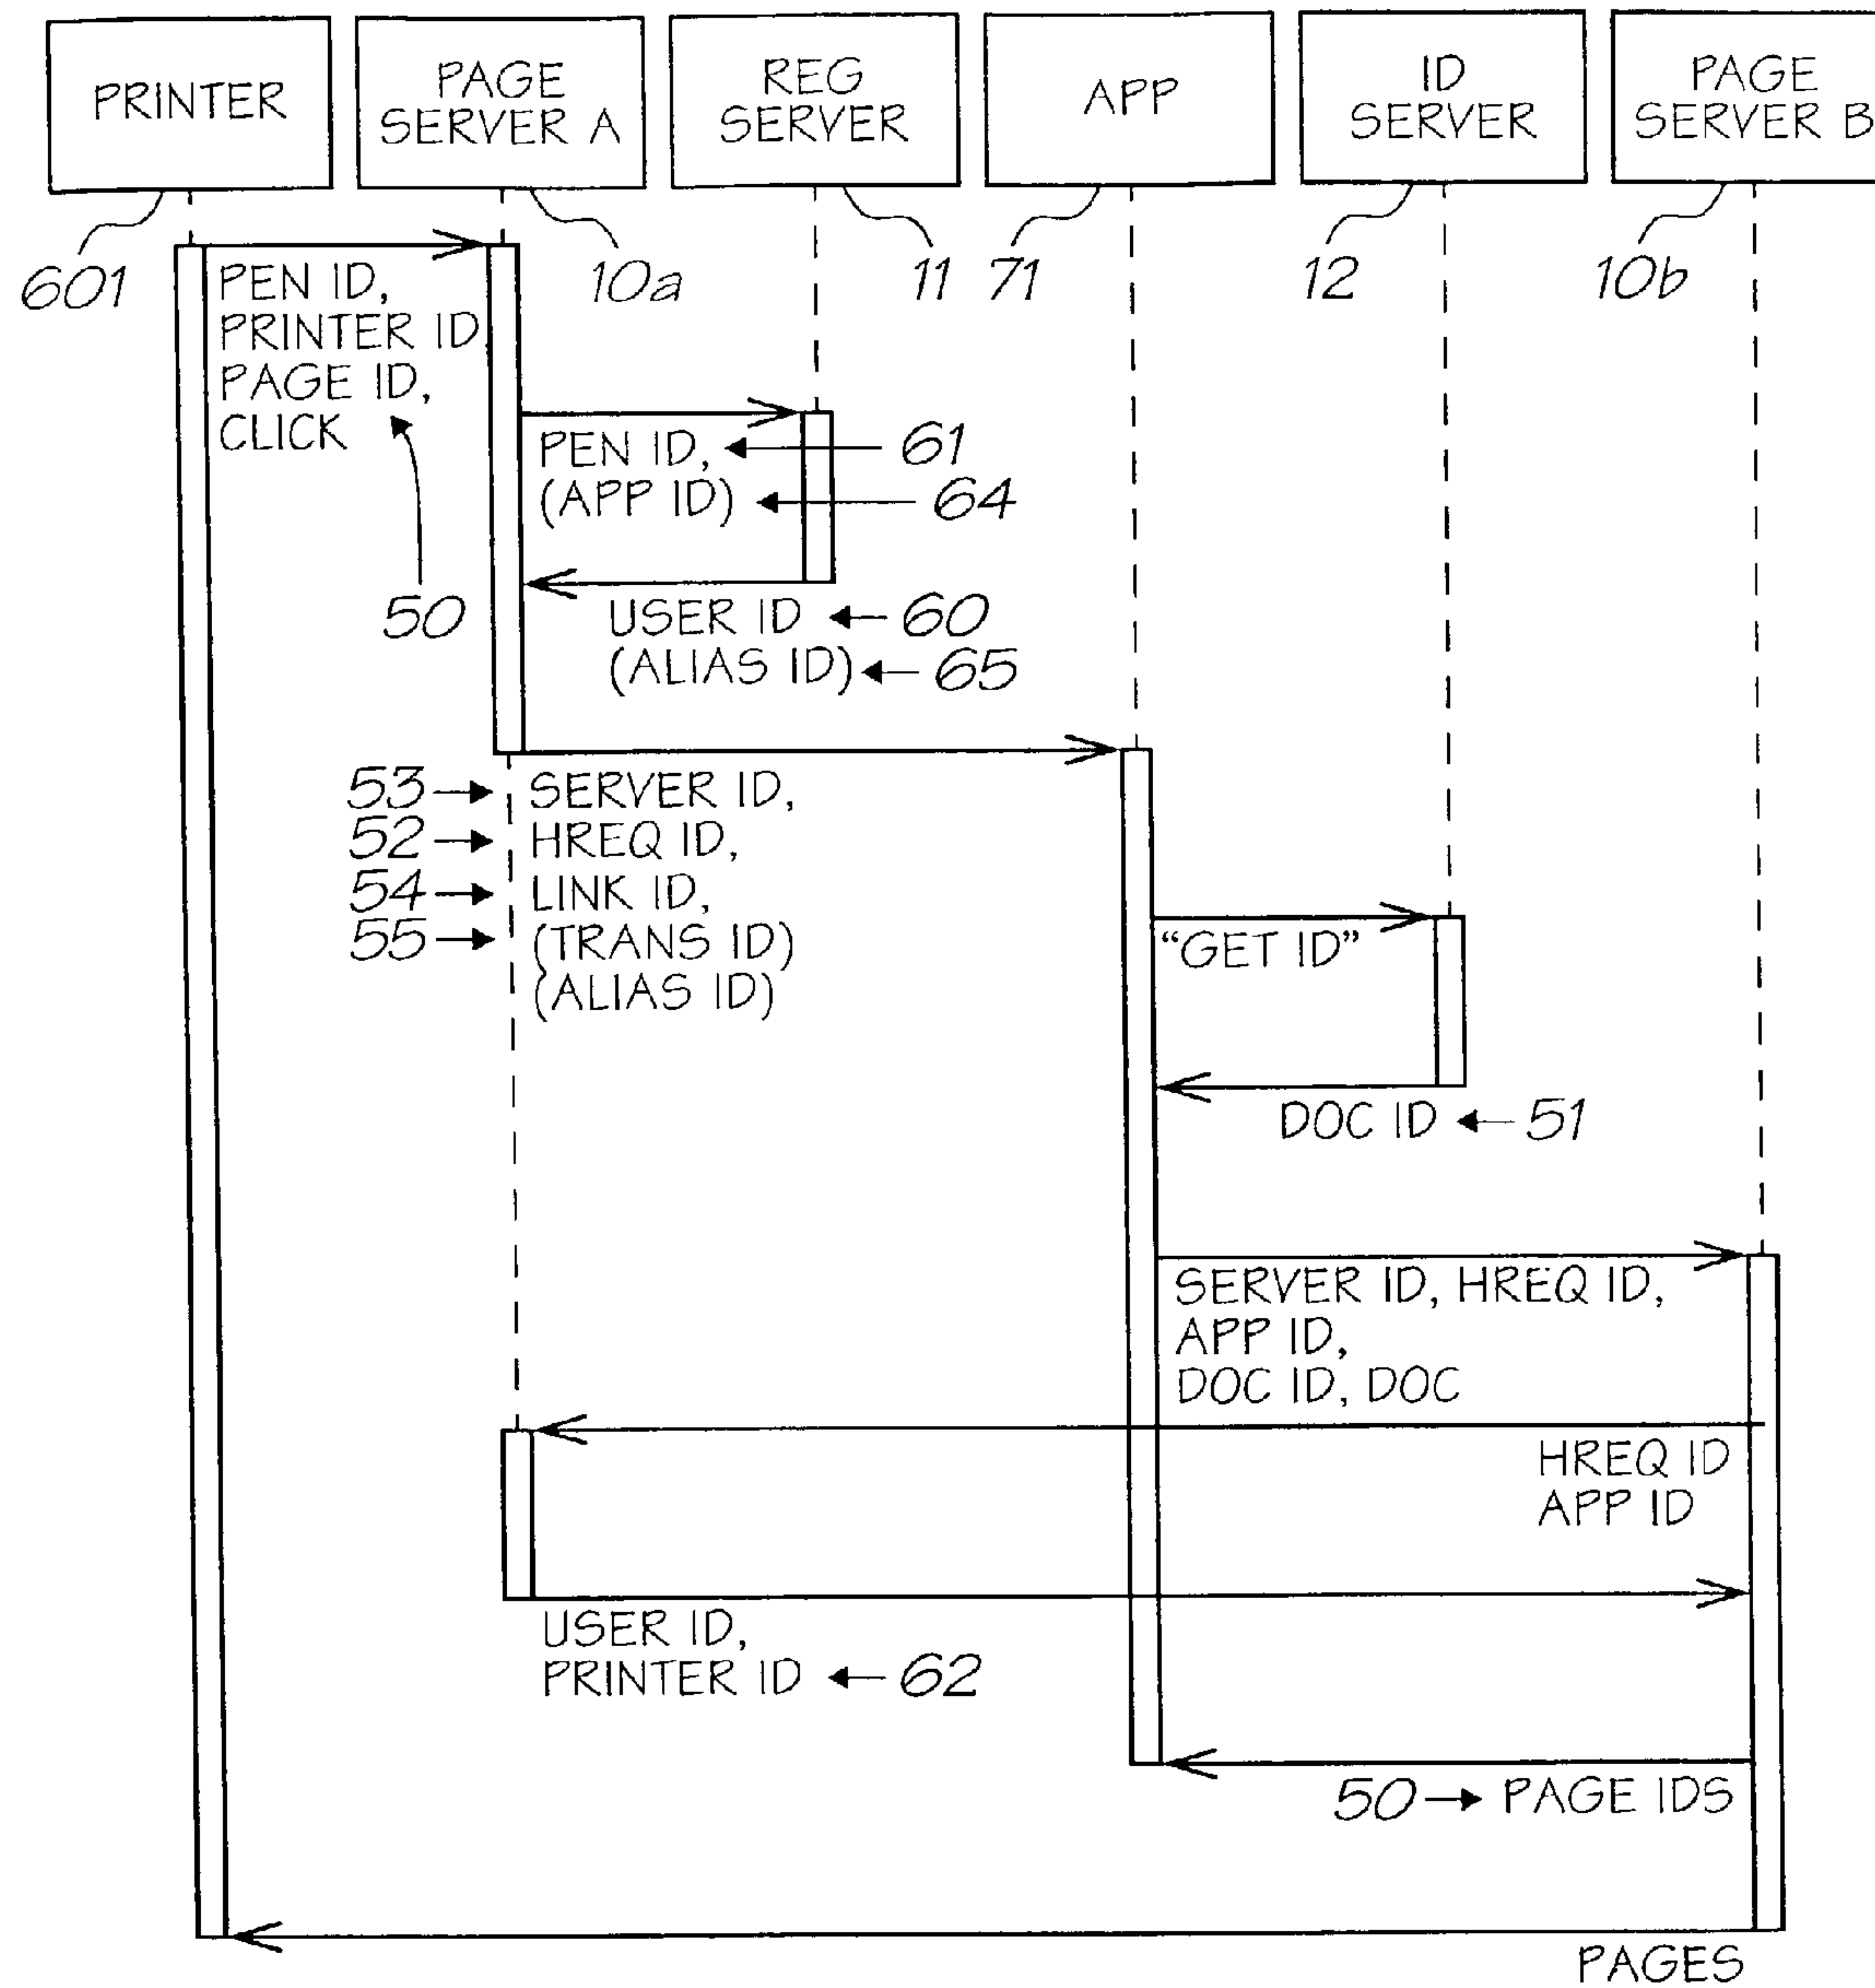 PRINTER
PAGE
SERVER A
REG
SERVER
APP
ID
SERVER
PAGE
SERVER B
601
10a
11
71
12
10b
PEN ID,
PRINTER ID
PAGE ID,
CLICK
50
PEN ID, 61
(APP ID) 64
USER ID 60
(ALIAS ID) 65
53 SERVER ID,
52 HREQ ID,
54 LINK ID,
55 (TRANS ID)
(ALIAS ID)
"GET ID"
DOC ID 51
SERVER ID, HREQ ID,
APP ID,
DOC ID, DOC
HREQ ID
APP ID
USER ID,
PRINTER ID 62
50 PAGE IDS
PAGES